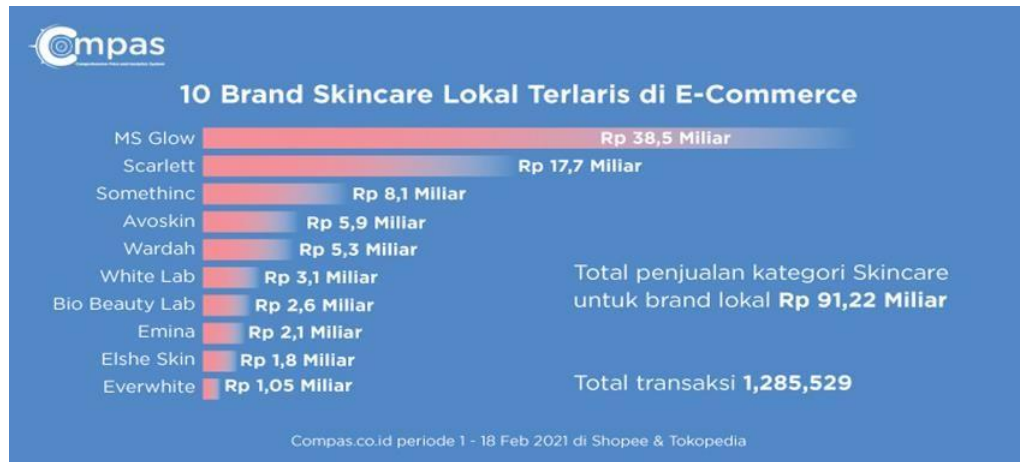 Compas
10 Brand Skincare Lokal Terlaris di E-Commerce
MS Glow Rp 38,5 Miliar
Scarlett Rp 17,7 Miliar
Somethinc Rp 8,1 Miliar
Avoskin Rp 5,9 Miliar
Wardah Rp 5,3 Miliar
White Lab Rp 3,1 Miliar
Bio Beauty Lab Rp 2,6 Miliar
Emina Rp 2,1 Miliar
Elshe Skin Rp 1,8 Miliar
Everwhite Rp 1,05 Miliar
Total penjualan kategori Skincare
untuk brand lokal Rp 91,22 Miliar
Total transaksi 1,285,529
Compas.co.id periode 1 - 18 Feb 2021 di Shopee & Tokopedia